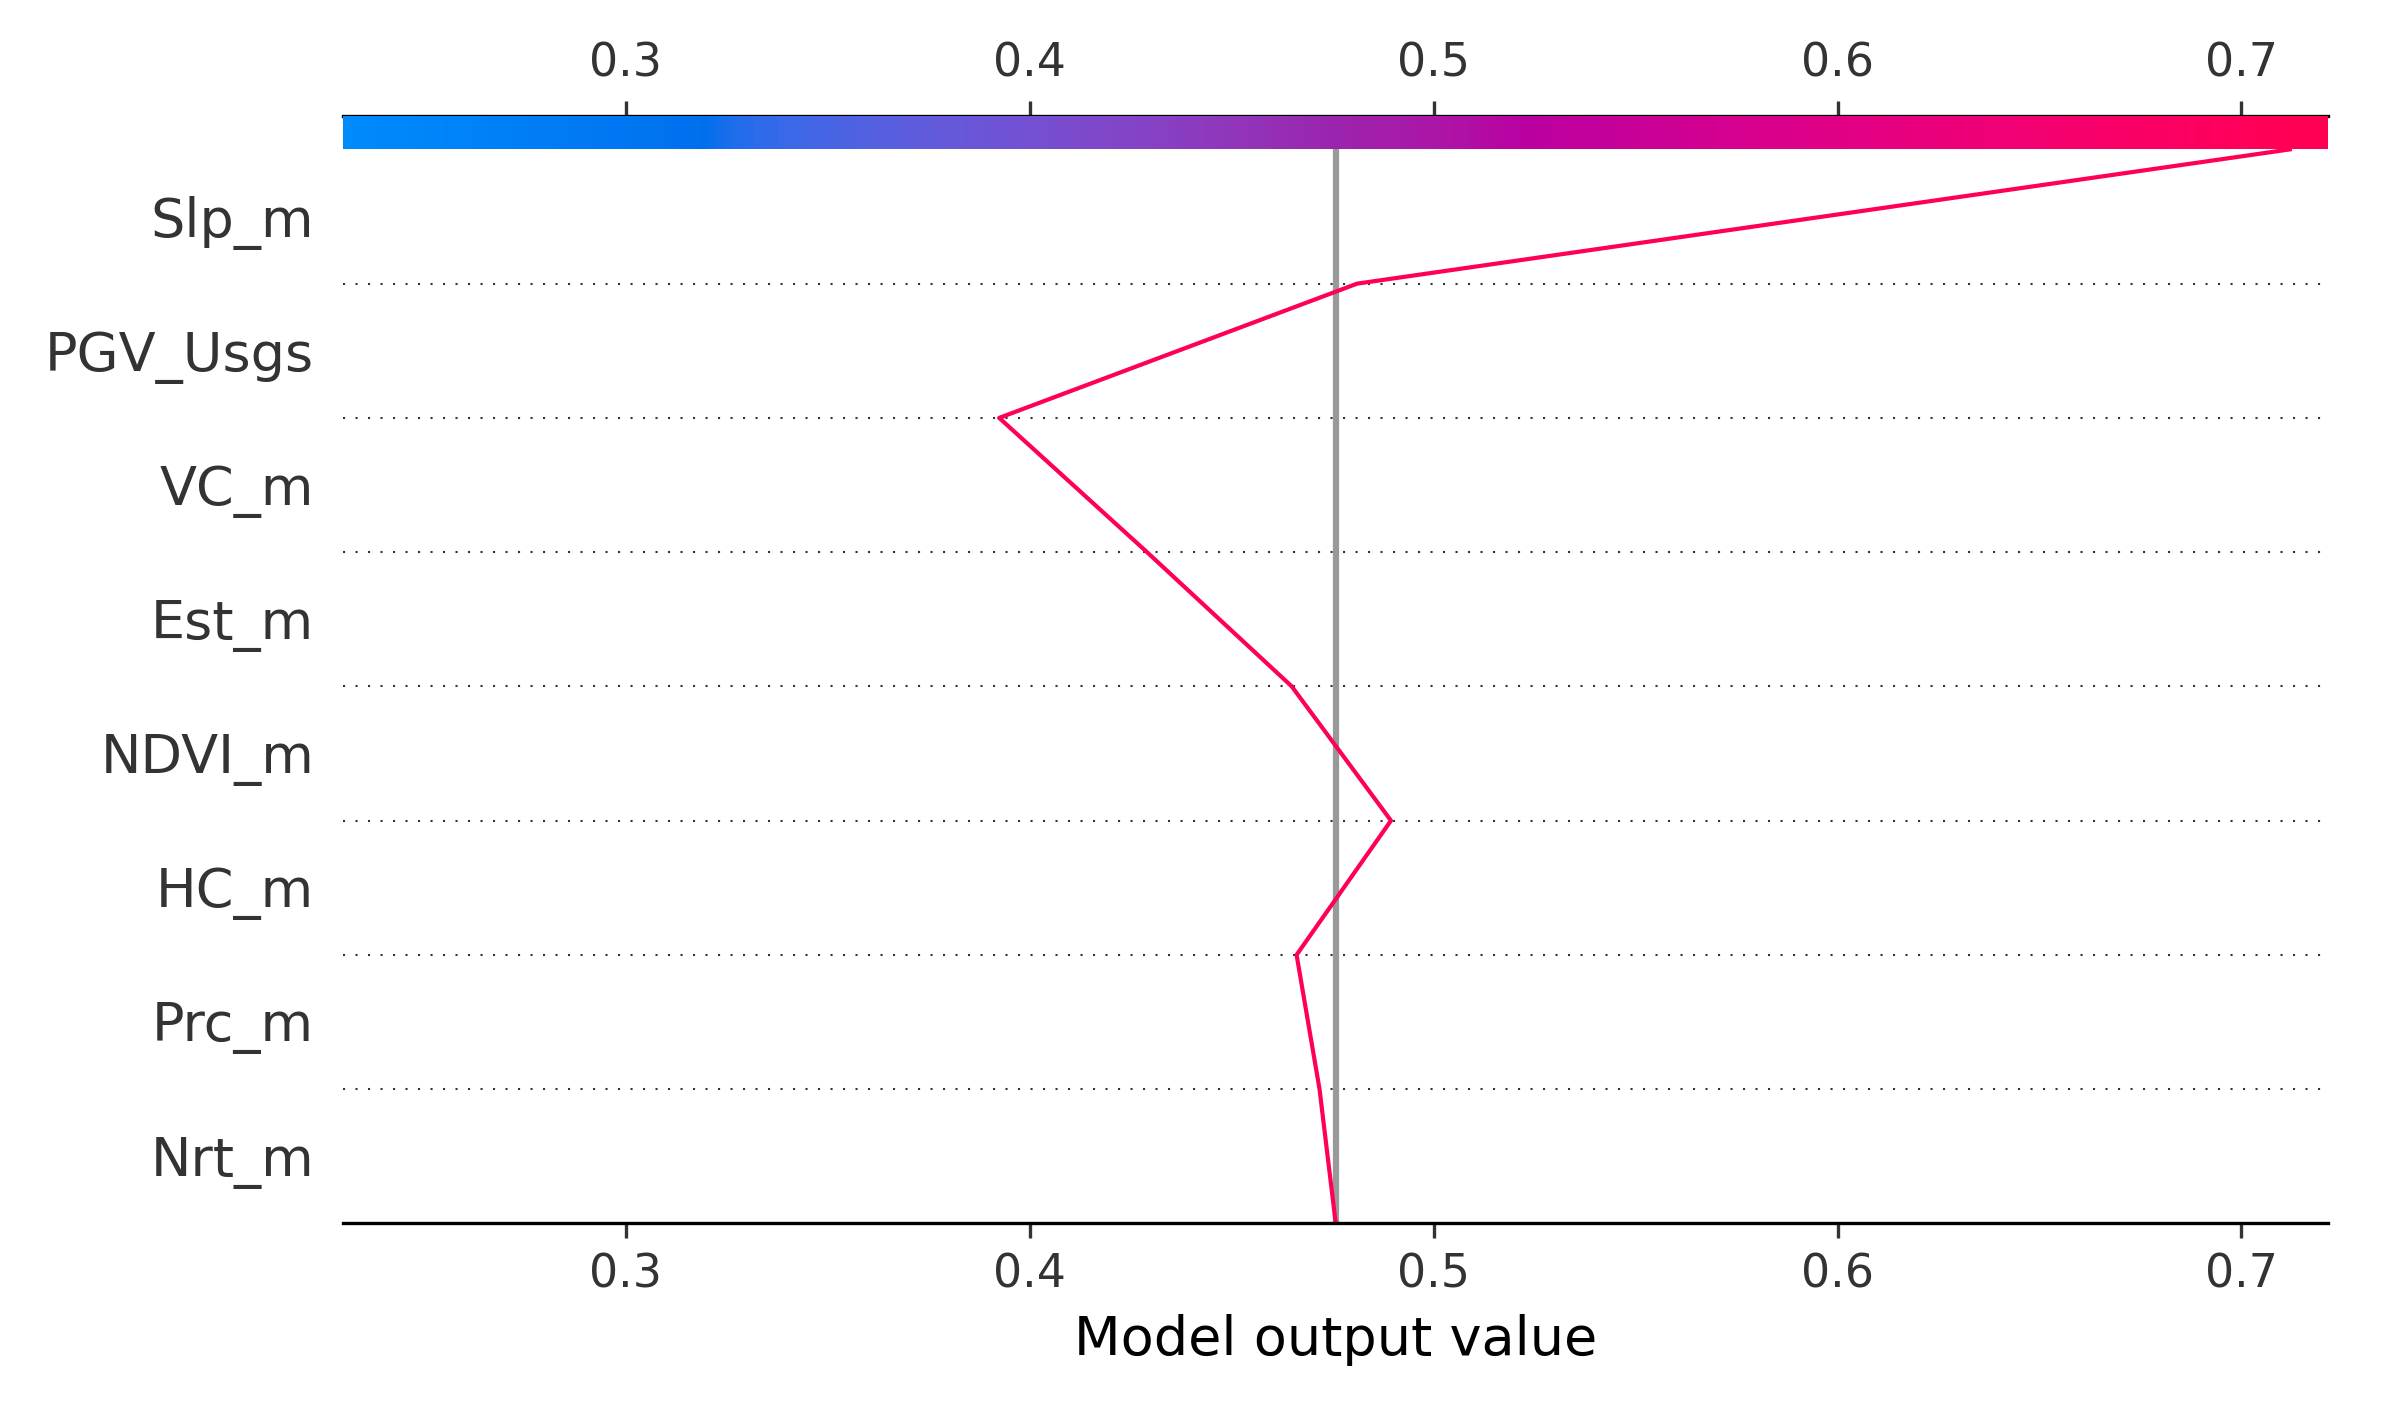 0.3 0.4 0.5 0.6 0.7
Slp_m
PGV_Usgs
VC_m
Est_m
NDVI_m
HC_m
Prc_m
Nrt_m
0.3 0.4 0.5 0.6 0.7
Model output value